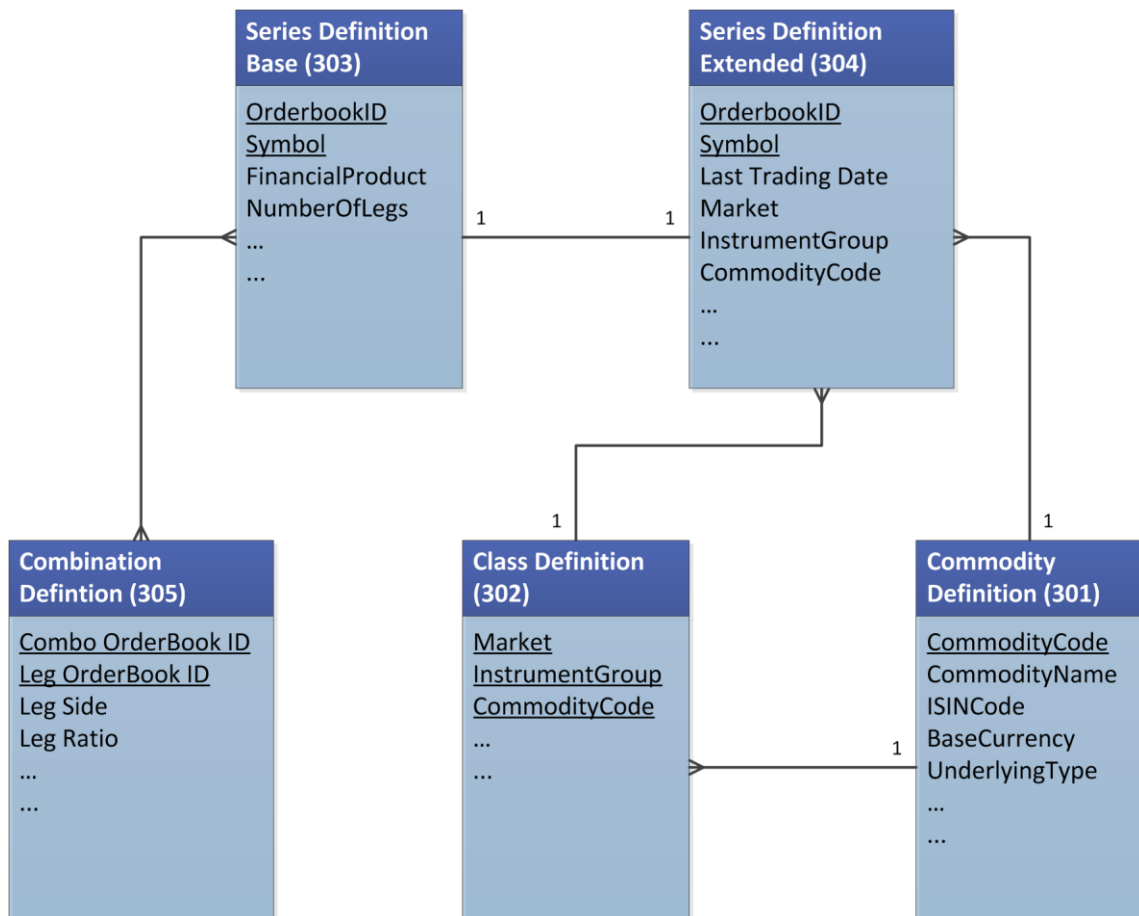 Series Definition
Base (303)
OrderbookID
Symbol
FinancialProduct
NumberOfLegs
...
...
Series Definition
Extended (304)
OrderbookID
Symbol
Last Trading Date
Market
InstrumentGroup
CommodityCode
...
...
1
1
1
1
1
Combination
Defintion (305)
Combo OrderBook ID
Leg OrderBook ID
Leg Side
Leg Ratio
...
...
Class Definition
(302)
Market
InstrumentGroup
CommodityCode
...
...
Commodity
Definition (301)
CommodityCode
CommodityName
ISINCode
BaseCurrency
UnderlyingType
...
...